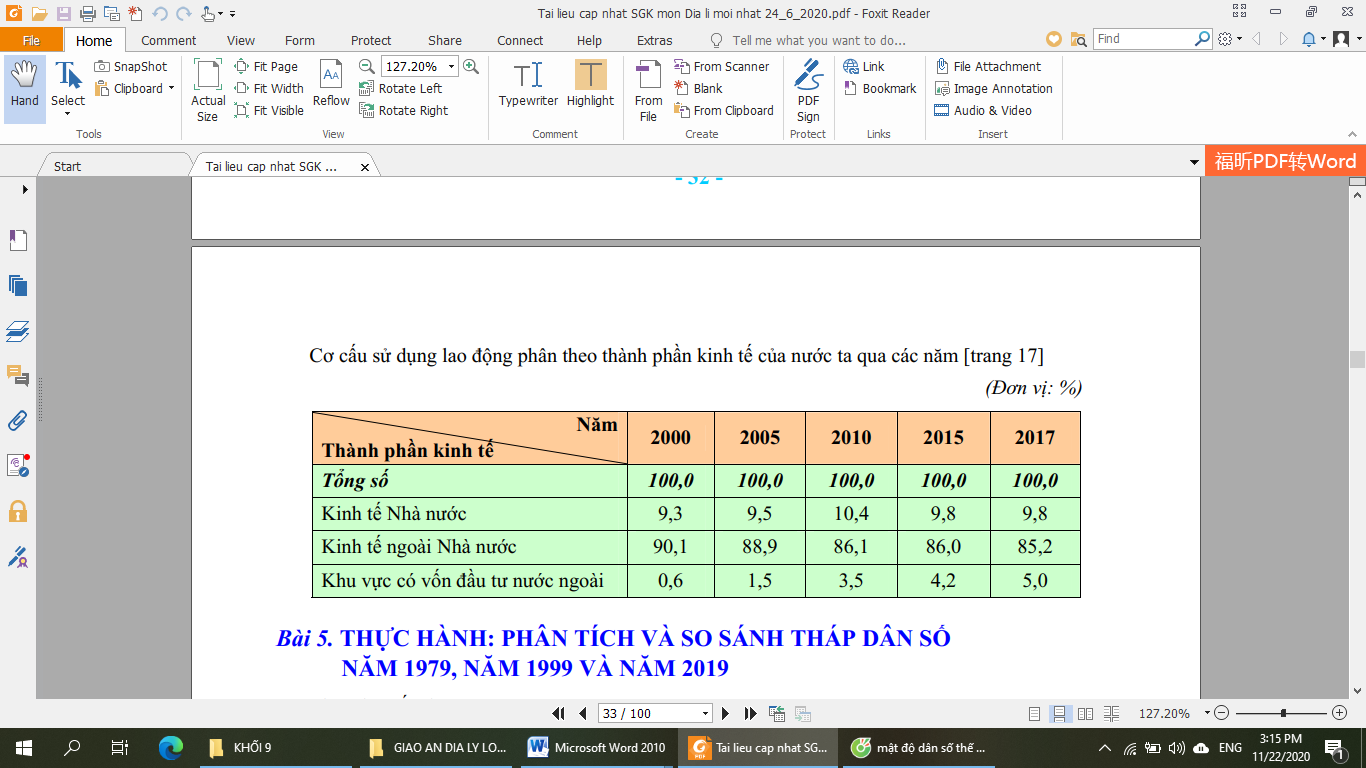 Tai lieu cap nhat SGK mon Dia li moi nhat 24_6_2020.pdf - Foxit Reader
File Home Comment View Form Protect Share Connect Help Extras Tell me what you want to do... Find
Hand Select SnapShot Clipboard Actual Size Fit Page Fit Width Fit Visible Reflow 127.20% Rotate Left Rotate Right Typewriter Highlight From File From Scanner Blank From Clipboard PDF Sign Link Bookmark File Attachment Image Annotation Audio & Video
Tools View Comment Create Protect Links Insert
Start Tai lieu cap nhat SGK ... 福昕PDF转Word
- 32 -
Cơ cấu sử dụng lao động phân theo thành phần kinh tế của nước ta qua các năm [trang 17]
(Đơn vị: %)
Năm
Thành phần kinh tế 2000 2005 2010 2015 2017
Tổng số 100,0 100,0 100,0 100,0 100,0
Kinh tế Nhà nước 9,3 9,5 10,4 9,8 9,8
Kinh tế ngoài Nhà nước 90,1 88,9 86,1 86,0 85,2
Khu vực có vốn đầu tư nước ngoài 0,6 1,5 3,5 4,2 5,0
Bài 5. THỰC HÀNH: PHÂN TÍCH VÀ SO SÁNH THÁP DÂN SỐ
NĂM 1979, NĂM 1999 VÀ NĂM 2019
33 / 100 127.20%
KHỐI 9 GIAO AN DIA LY LO... Microsoft Word 2010 Tai lieu cap nhat SG... mật độ dân số thế ... ENG 3:15 PM
11/22/2020 1